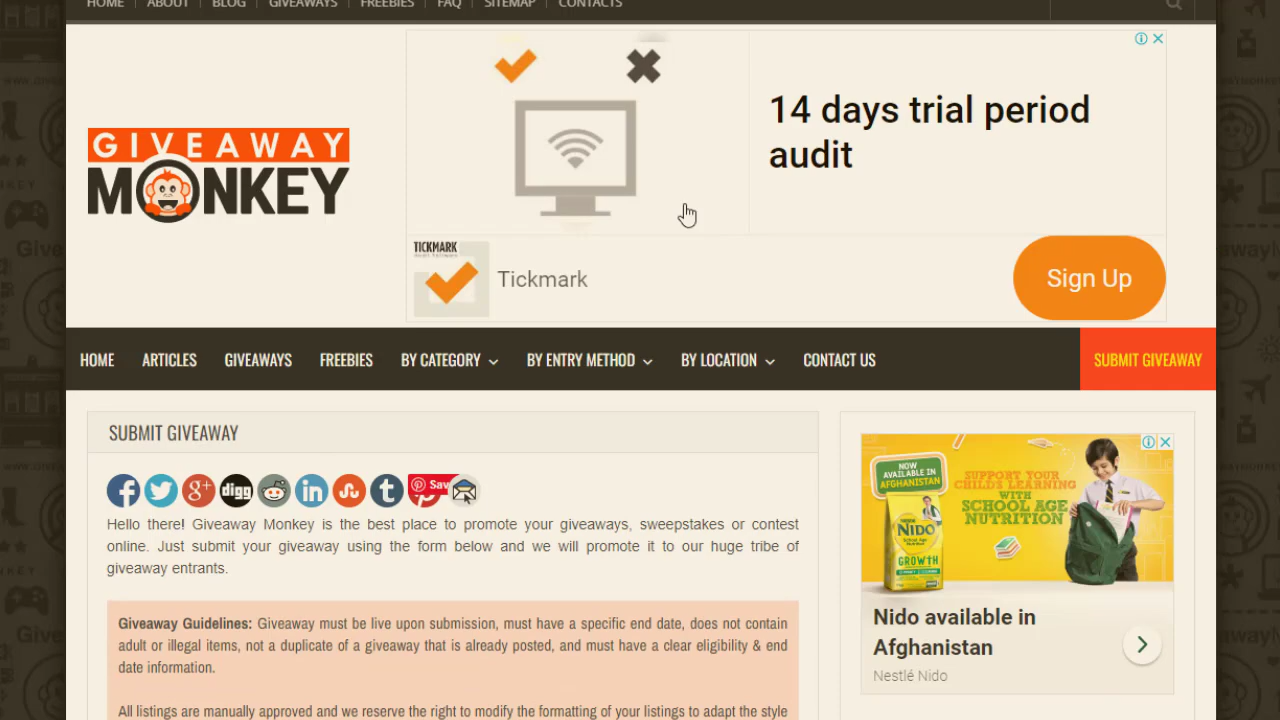 HOME ABOUT BLOG GIVEAWAYS FREEBIES FAQ SITEMAP CONTACTS
GIVEAWAY
MONKEY
14 days trial period
audit
TICKMARK
Tickmark
Sign Up
HOME ARTICLES GIVEAWAYS FREEBIES BY CATEGORY BY ENTRY METHOD BY LOCATION CONTACT US SUBMIT GIVEAWAY
SUBMIT GIVEAWAY
digg
Sav
Hello there! Giveaway Monkey is the best place to promote your giveaways, sweepstakes or contest
online. Just submit your giveaway using the form below and we will promote it to our huge tribe of
giveaway entrants.
Giveaway Guidelines: Giveaway must be live upon submission, must have a specific end date, does not contain
adult or illegal items, not a duplicate of a giveaway that is already posted, and must have a clear eligibility & end
date information.
All listings are manually approved and we reserve the right to modify the formatting of your listings to adapt the style
NOW
AVAILABLE IN
AFGHANISTAN
SUPPORT YOUR
CHILD'S LEARNING
WITH
SCHOOL AGE
NUTRITION
NIDO
GROWTH
Nido available in
Afghanistan
Nestlé Nido